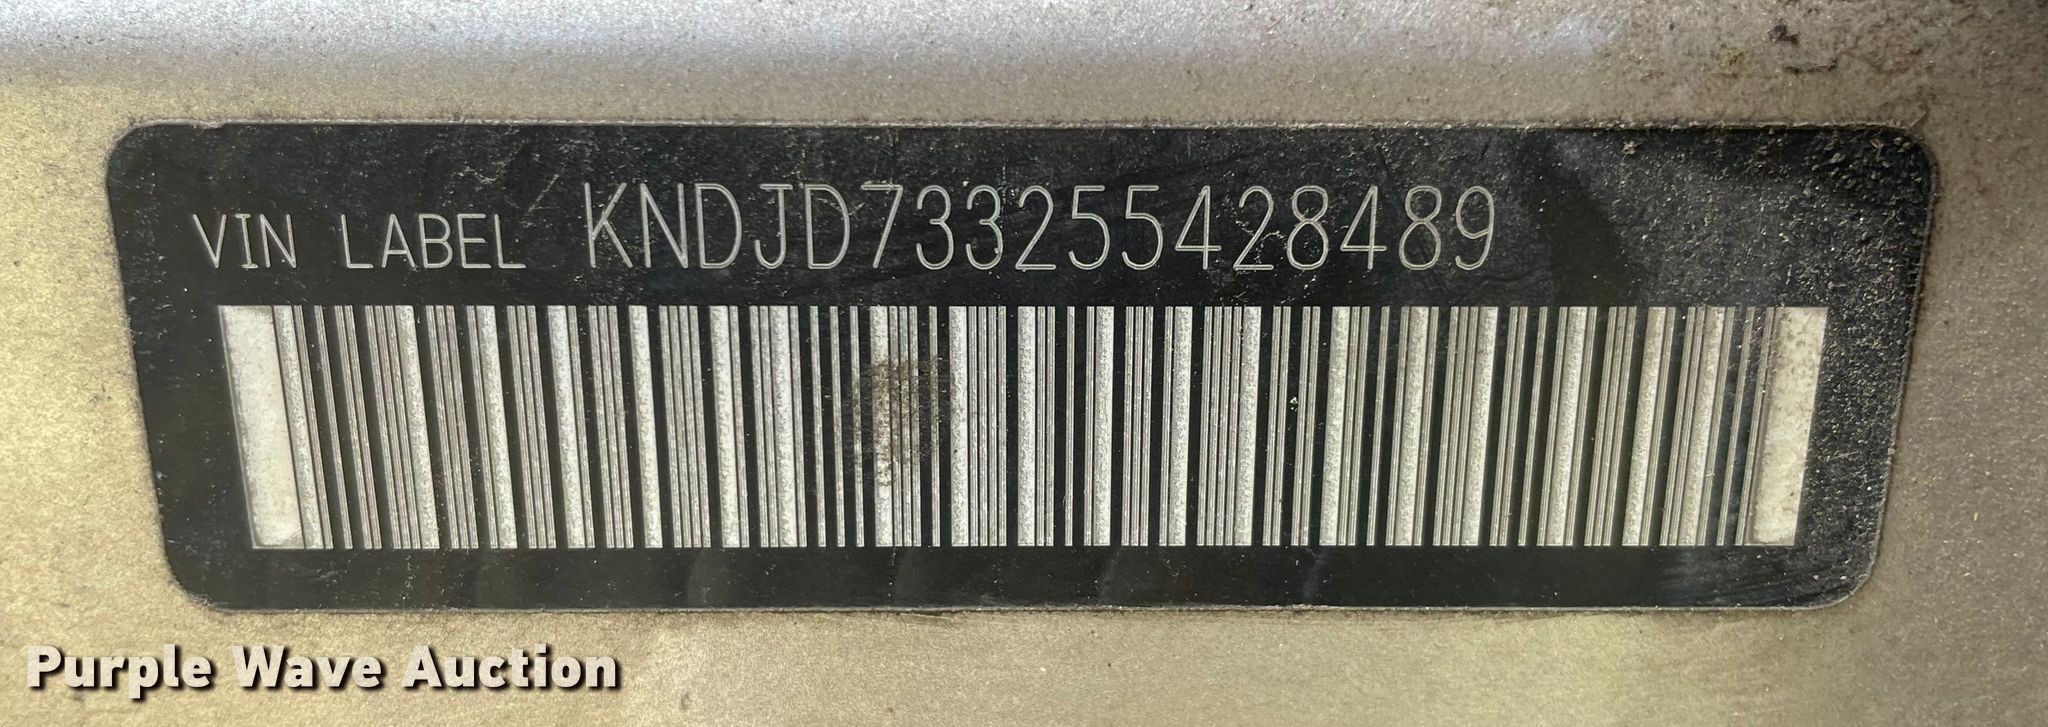 VIN LABEL KNDJD733255428489
Purple Wave Auction